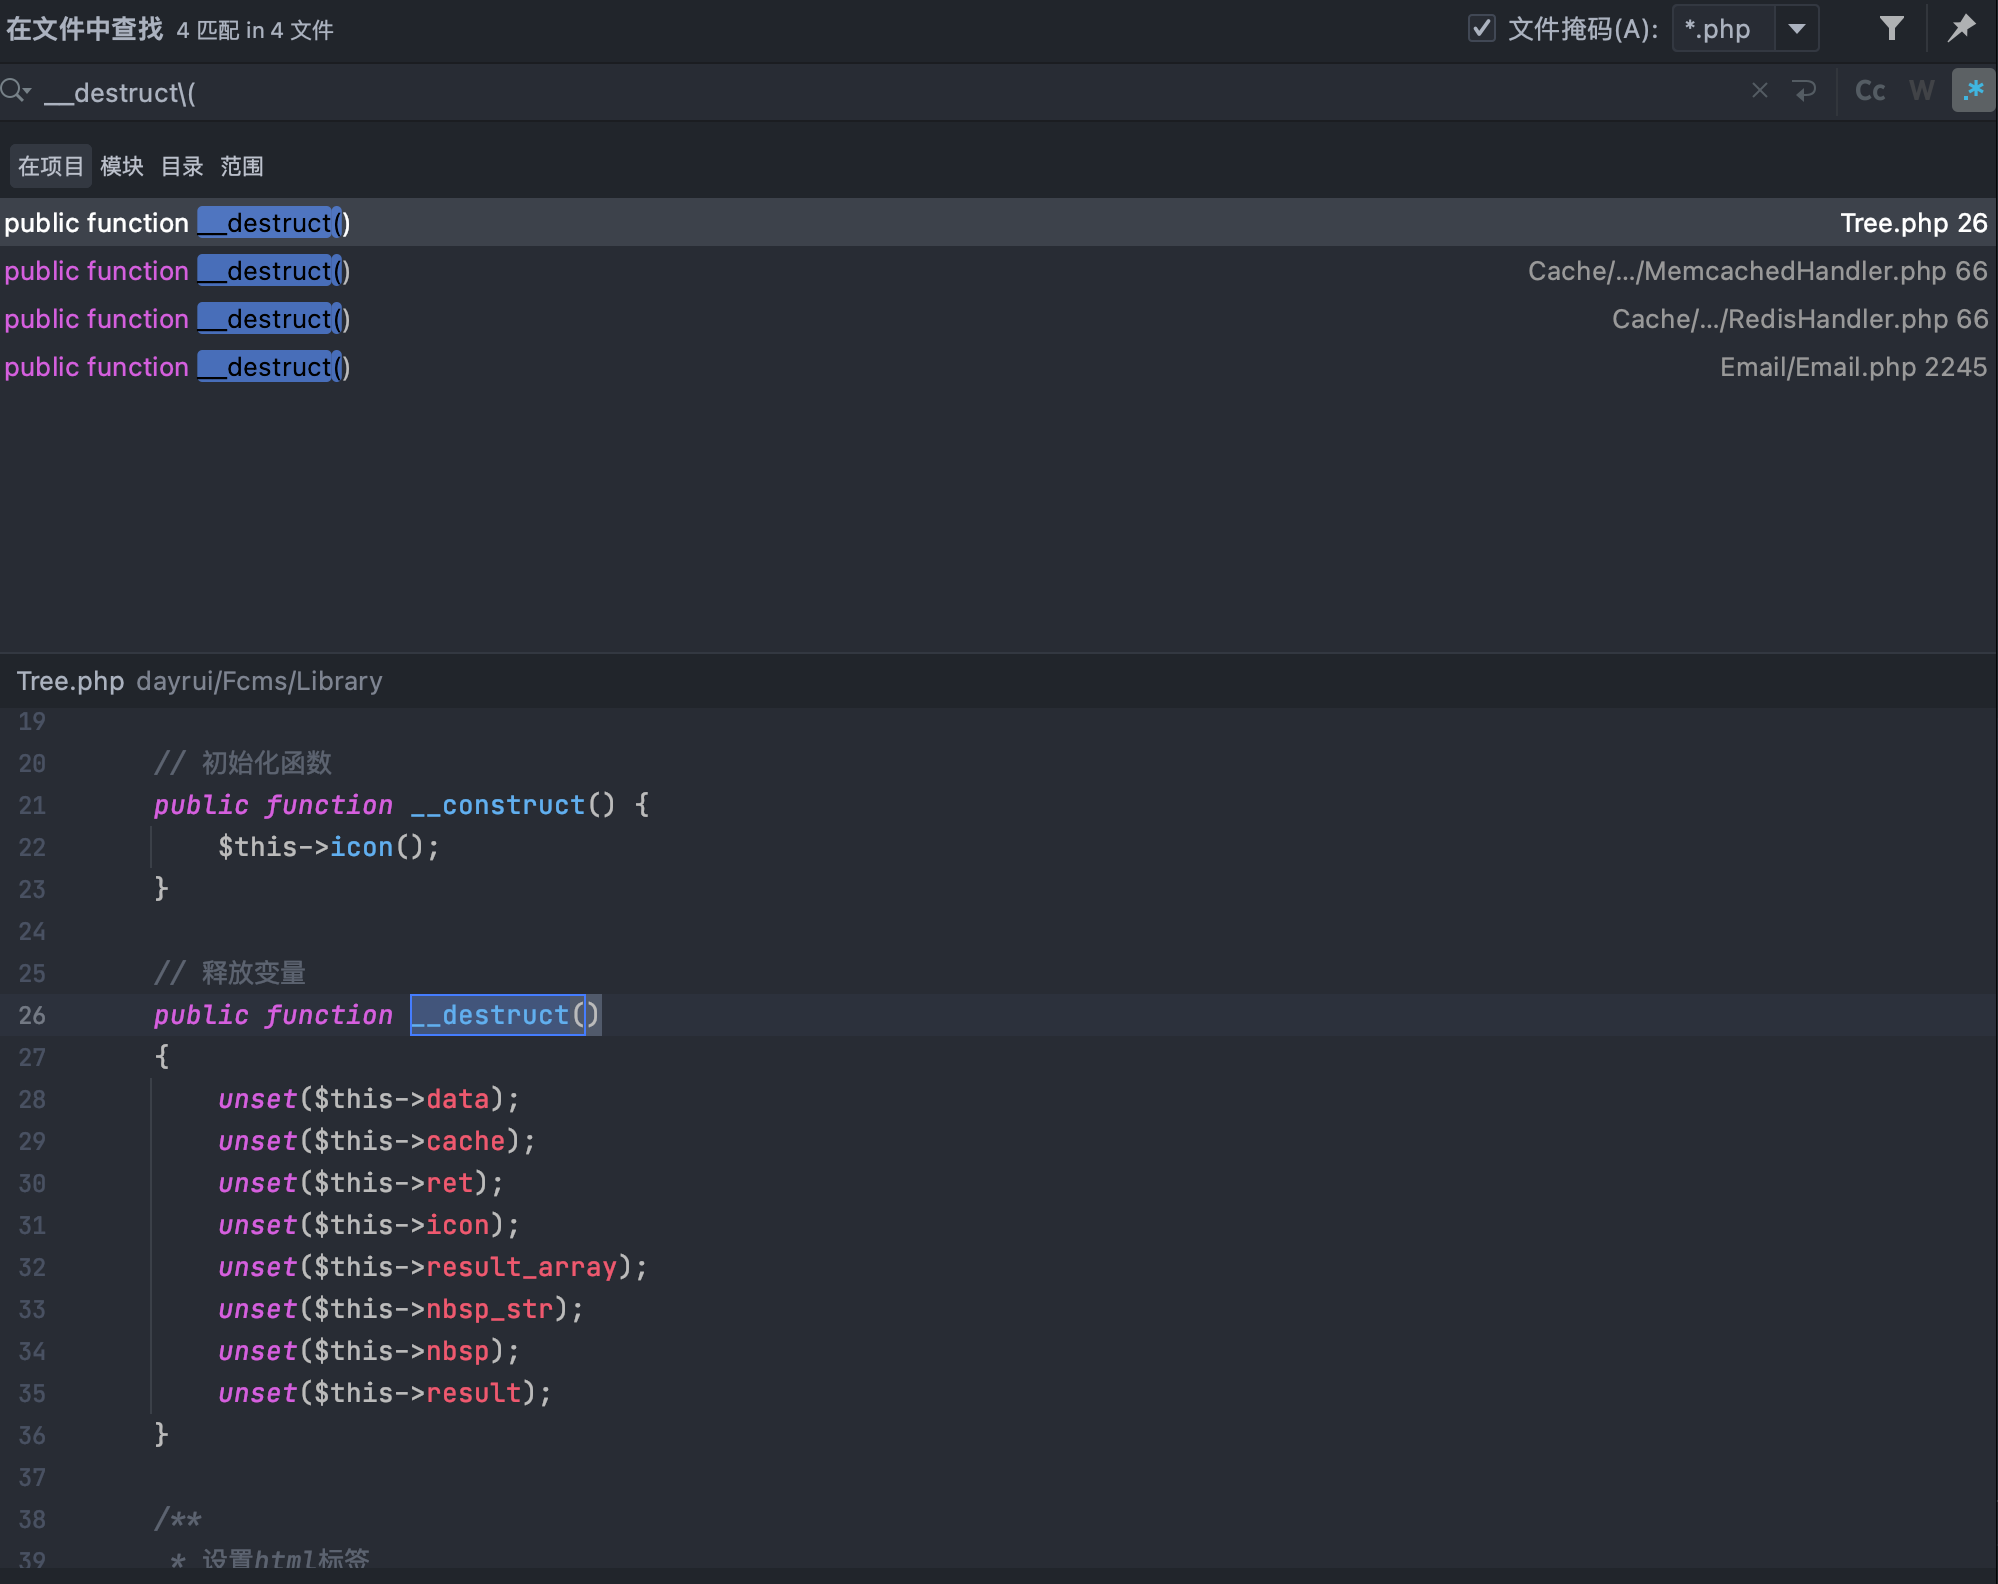 在文件中查找 4 匹配 in 4 文件 文件掩码(A): *.php
__destruct\( Cc W .*
在项目 模块 目录 范围
public function __destruct() Tree.php 26
public function __destruct() Cache/.../MemcachedHandler.php 66
public function __destruct() Cache/.../RedisHandler.php 66
public function __destruct() Email/Email.php 2245
Tree.php dayrui/Fcms/Library
19
20 // 初始化函数
21 public function __construct() {
22 $this->icon();
23 }
24
25 // 释放变量
26 public function __destruct()
27 {
28 unset($this->data);
29 unset($this->cache);
30 unset($this->ret);
31 unset($this->icon);
32 unset($this->result_array);
33 unset($this->nbsp_str);
34 unset($this->nbsp);
35 unset($this->result);
36 }
37
38 /**
39 * 设置html标签